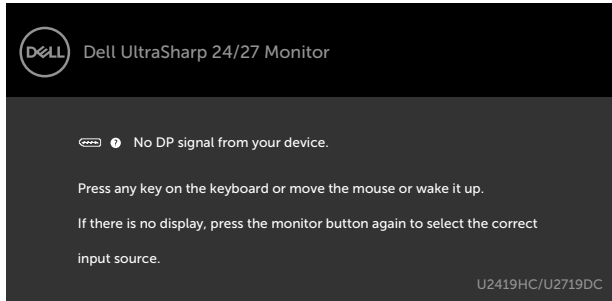 DELL Dell UltraSharp 24/27 Monitor
? No DP signal from your device.
Press any key on the keyboard or move the mouse or wake it up.
If there is no display, press the monitor button again to select the correct
input source.
U2419HC/U2719DC